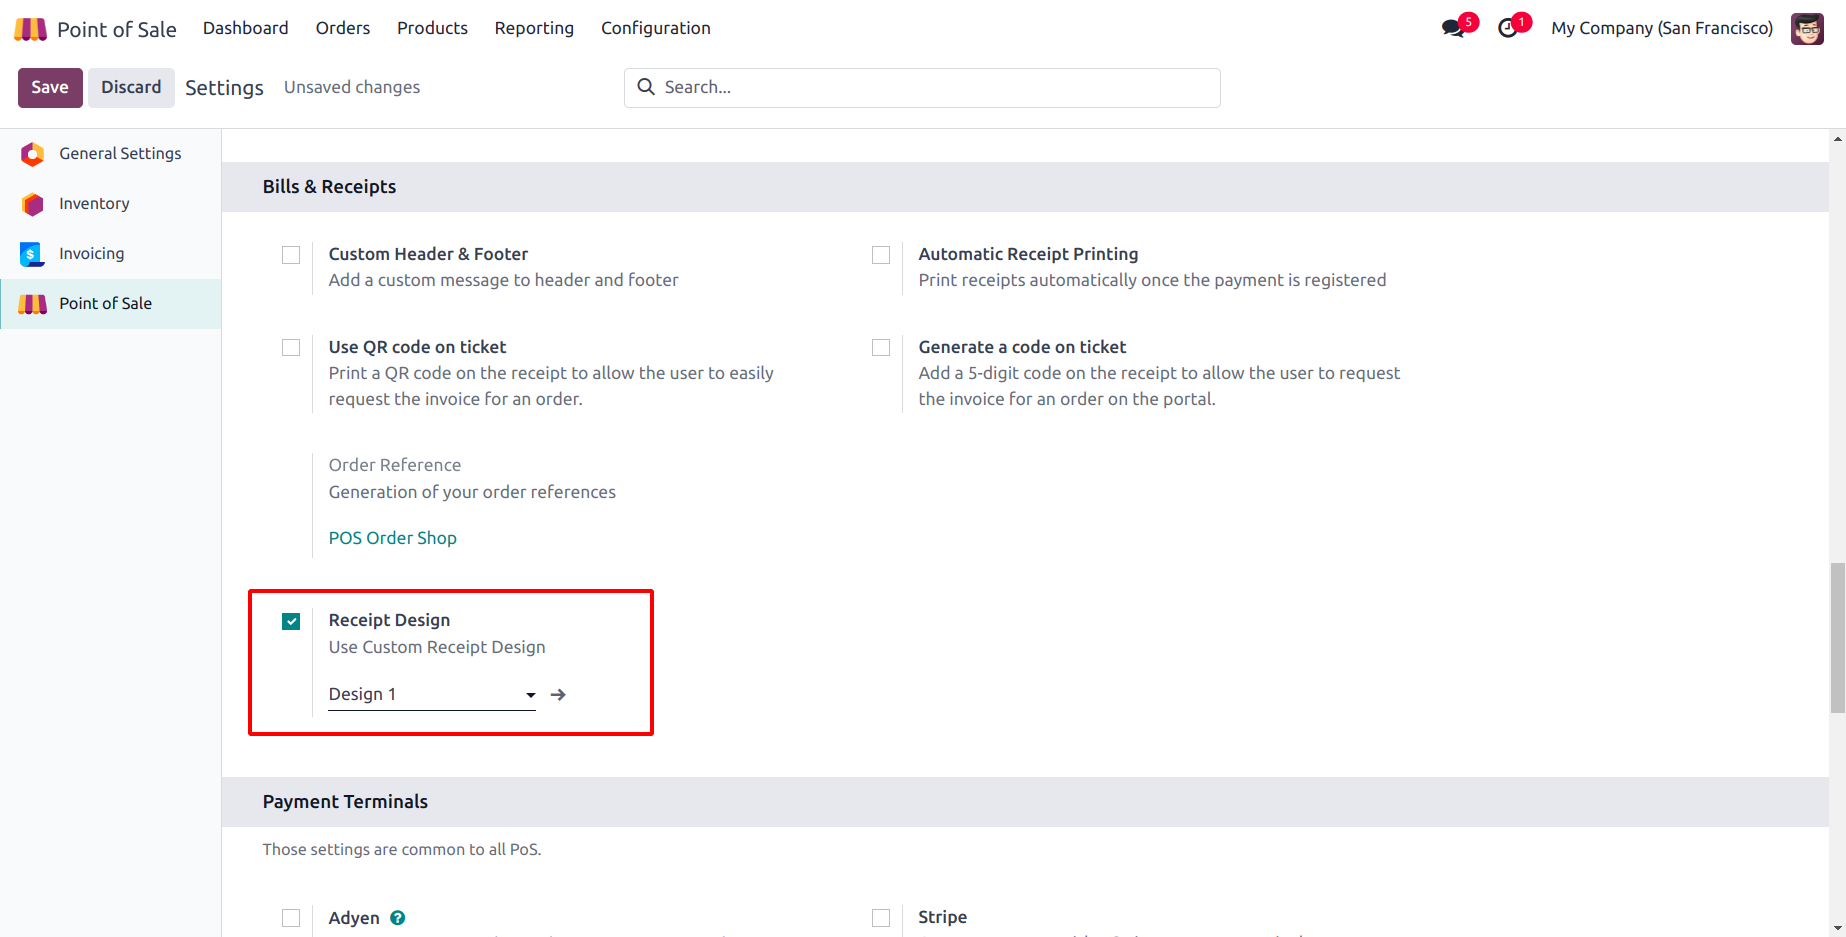 Point of Sale Dashboard Orders Products Reporting Configuration 5 1 My Company (San Francisco)
Save Discard Settings Unsaved changes Search...
General Settings
Inventory
Invoicing
Point of Sale
Bills & Receipts
Custom Header & Footer
Add a custom message to header and footer
Automatic Receipt Printing
Print receipts automatically once the payment is registered
Use QR code on ticket
Print a QR code on the receipt to allow the user to easily
request the invoice for an order.
Generate a code on ticket
Add a 5-digit code on the receipt to allow the user to request
the invoice for an order on the portal.
Order Reference
Generation of your order references
POS Order Shop
Receipt Design
Use Custom Receipt Design
Design 1
Payment Terminals
Those settings are common to all PoS.
Adyen ?
Stripe